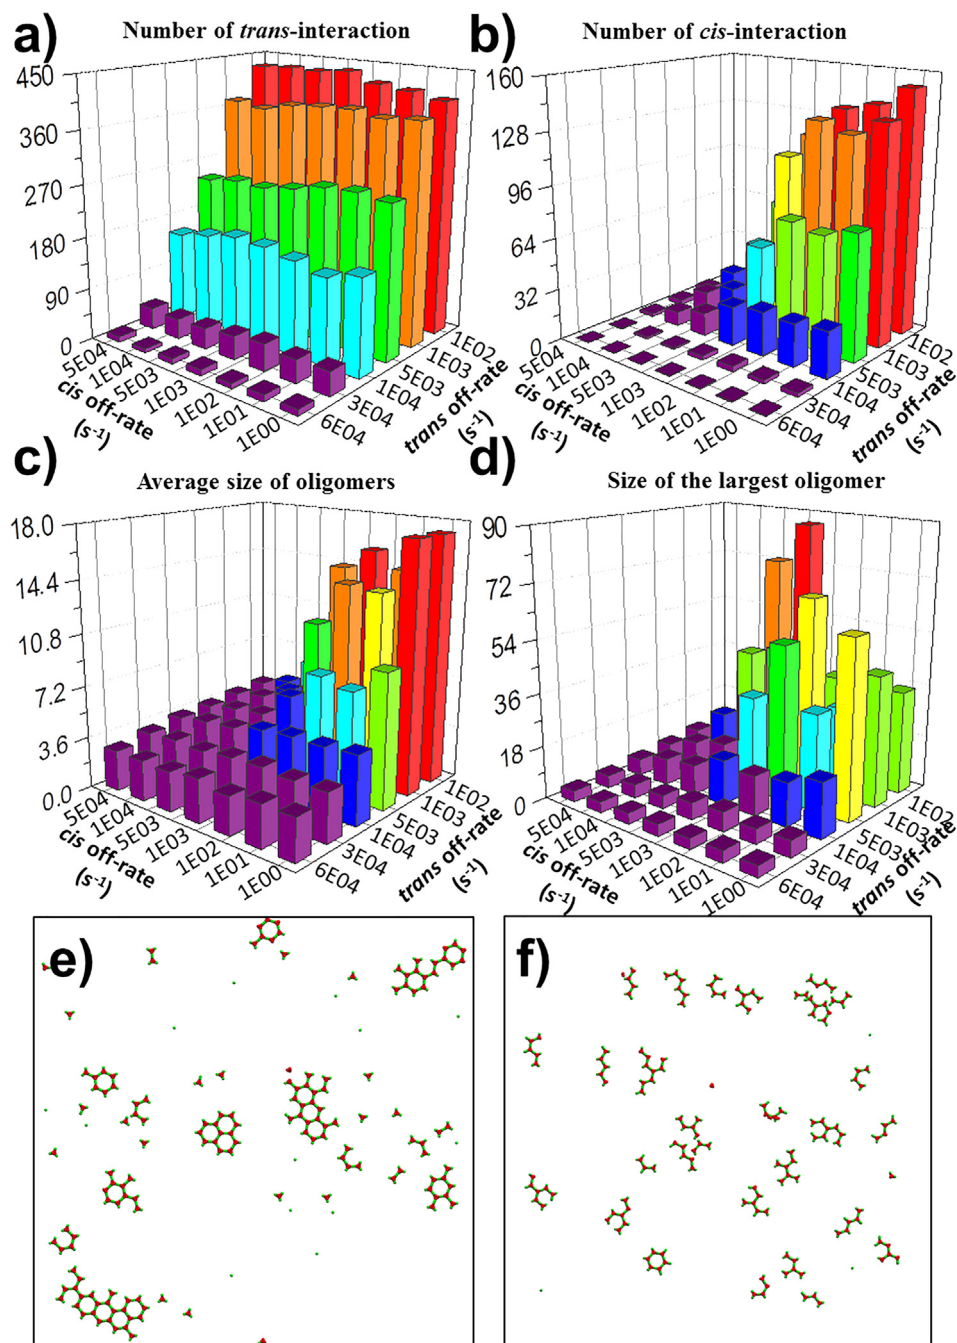 a)
Number of trans-interaction
450
360
270
180
90
0
5E04
1E04
5E03
1E03
1E02
1E01
1E00
cis off-rate
(s-1)
6E04
3E04
1E04
5E03
1E03
1E02
trans off-rate
(s-1)
b)
Number of cis-interaction
160
128
96
64
32
0
5E04
1E04
5E03
1E03
1E02
1E01
1E00
cis off-rate
(s-1)
6E04
3E04
1E04
5E03
1E03
1E02
trans off-rate
(s-1)
c)
Average size of oligomers
18.0
14.4
10.8
7.2
3.6
0.0
5E04
1E04
5E03
1E03
1E02
1E01
1E00
cis off-rate
(s-1)
6E04
3E04
1E04
5E03
1E03
1E02
trans off-rate
(s-1)
d)
Size of the largest oligomer
90
72
54
36
18
0
5E04
1E04
5E03
1E03
1E02
1E01
1E00
cis off-rate
(s-1)
6E04
3E04
1E04
5E03
1E03
1E02
trans off-rate
(s-1)
e)
f)